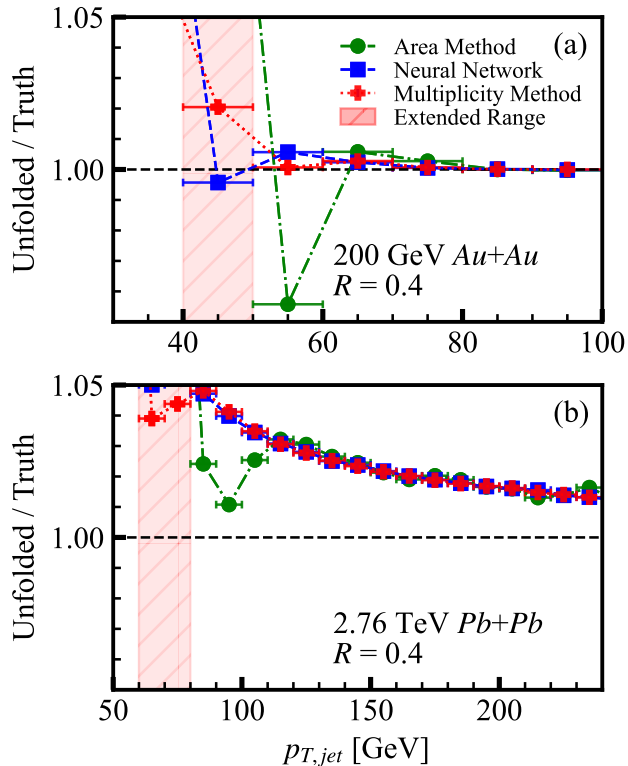 1.05
1.00
Unfolded / Truth
(a)
Area Method
Neural Network
Multiplicity Method
Extended Range
200 GeV Au+Au
R = 0.4
40 60 80 100
1.05
1.00
Unfolded / Truth
(b)
2.76 TeV Pb+Pb
R = 0.4
50 100 150 200
p_{T,jet} [GeV]